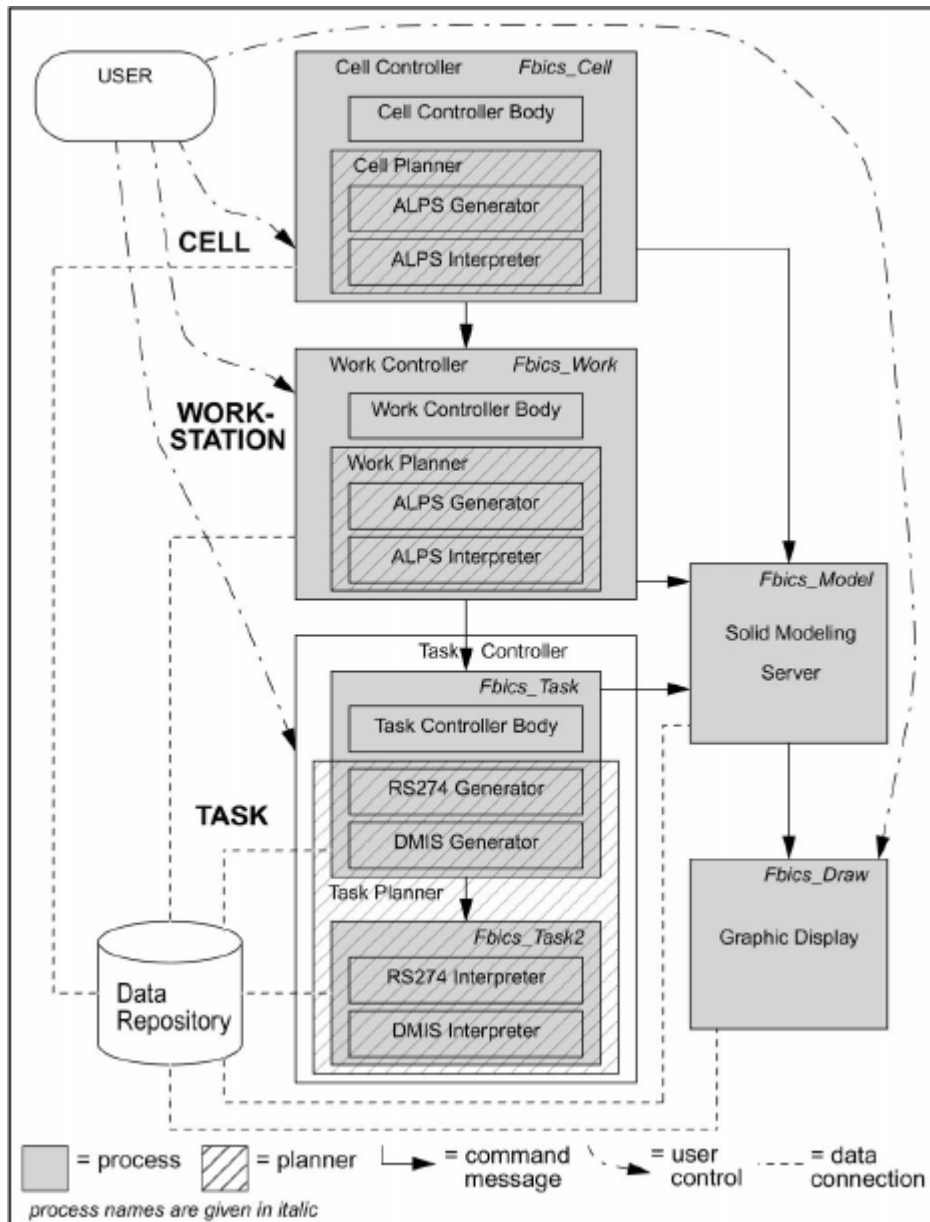 USER
Cell Controller
Fbics_Cell
Cell Controller Body
Cell Planner
ALPS Generator
ALPS Interpreter
CELL
Work Controller
Fbics_Work
Work Controller Body
WORK-
STATION
Work Planner
ALPS Generator
ALPS Interpreter
Fbics_Model
Solid Modeling
Server
Task Controller
Fbics_Task
Task Controller Body
TASK
RS274 Generator
DMIS Generator
Task Planner
Fbics_Draw
Graphic Display
Fbics_Task2
RS274 Interpreter
DMIS Interpreter
Data
Repository
= process
= planner
= command
message
= user
control
= data
connection
process names are given in italic